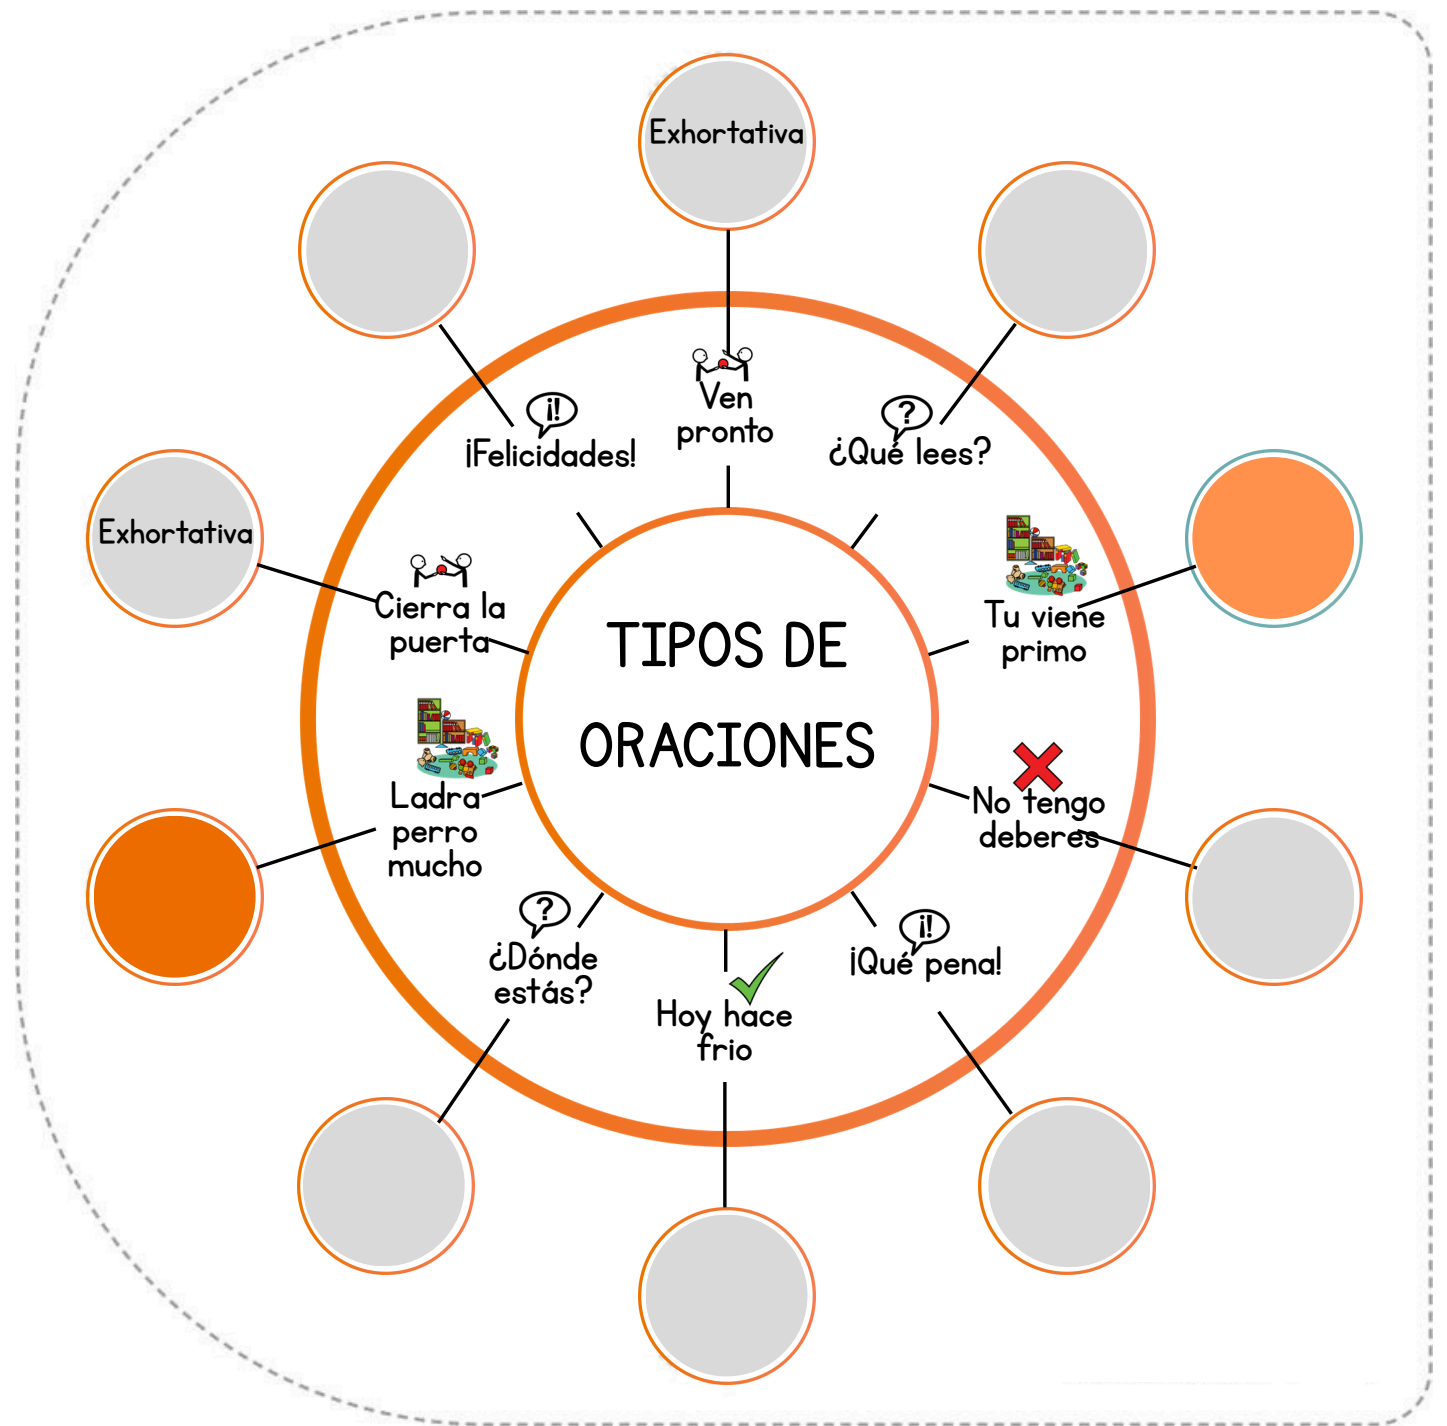 Exhortativa
¡!
¡Felicidades!
Ven
pronto
?
¿Qué lees?
Exhortativa
Cierra la
puerta
Tu viene
primo
TIPOS DE
ORACIONES
Ladra
perro
mucho
No tengo
deberes
?
¿Dónde
estás?
¡!
¡Qué pena!
Hoy hace
frio